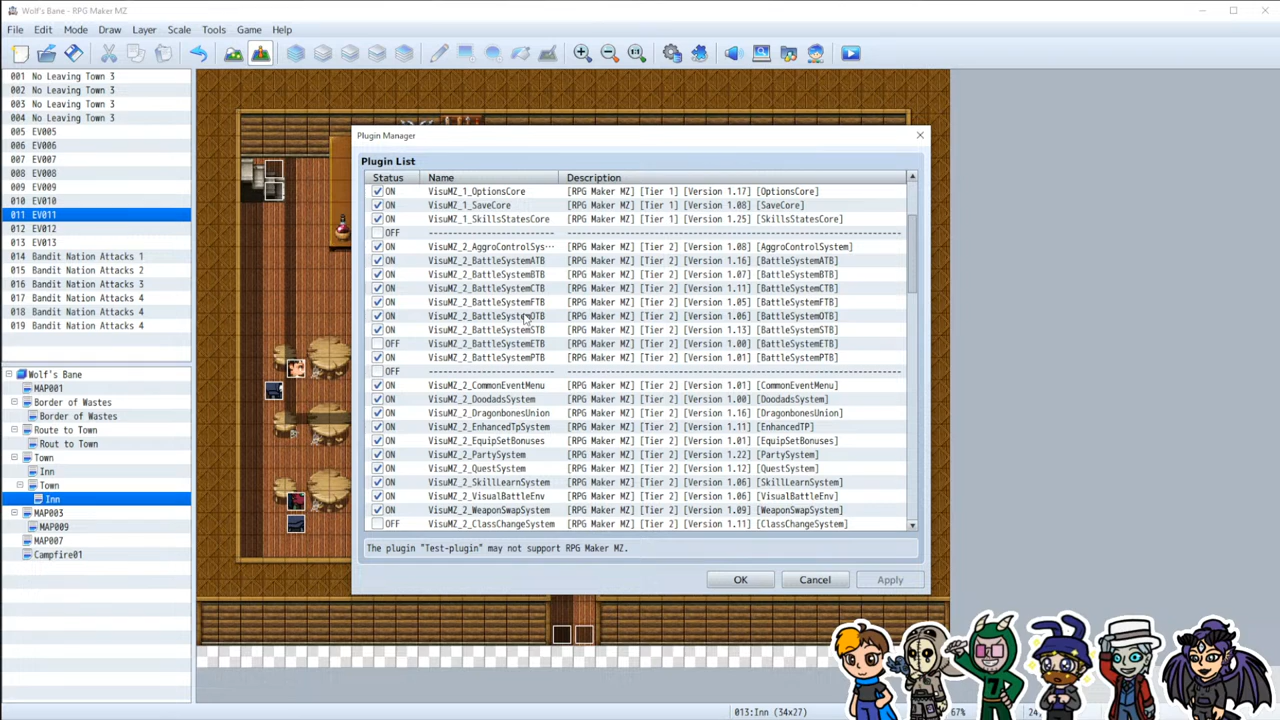 Wolf's Bane - RPG Maker MZ
File Edit Mode Draw Layer Scale Tools Game Help
001 No Leaving Town 3
002 No Leaving Town 3
003 No Leaving Town 3
004 No Leaving Town 3
005 EV005
006 EV006
007 EV007
008 EV008
009 EV009
010 EV010
011 EV011
012 EV012
013 EV013
014 Bandit Nation Attacks 1
015 Bandit Nation Attacks 2
016 Bandit Nation Attacks 3
017 Bandit Nation Attacks 4
018 Bandit Nation Attacks 4
019 Bandit Nation Attacks 4
Wolf's Bane
MAP001
Border of Wastes
Border of Wastes
Route to Town
Rout to Town
Town
Inn
Town
Inn
MAP003
MAP009
MAP007
Campfire01
Plugin Manager
Plugin List
Status Name Description
ON VisuMZ_1_OptionsCore [RPG Maker MZ] [Tier 1] [Version 1.17] [OptionsCore]
ON VisuMZ_1_SaveCore [RPG Maker MZ] [Tier 1] [Version 1.08] [SaveCore]
ON VisuMZ_1_SkillsStatesCore [RPG Maker MZ] [Tier 1] [Version 1.25] [SkillsStatesCore]
OFF ------------------------- -------------------------------------------------------------------
ON VisuMZ_2_AggroControlSys… [RPG Maker MZ] [Tier 2] [Version 1.08] [AggroControlSystem]
ON VisuMZ_2_BattleSystemATB [RPG Maker MZ] [Tier 2] [Version 1.16] [BattleSystemATB]
ON VisuMZ_2_BattleSystemBTB [RPG Maker MZ] [Tier 2] [Version 1.07] [BattleSystemBTB]
ON VisuMZ_2_BattleSystemCTB [RPG Maker MZ] [Tier 2] [Version 1.11] [BattleSystemCTB]
ON VisuMZ_2_BattleSystemFTB [RPG Maker MZ] [Tier 2] [Version 1.05] [BattleSystemFTB]
ON VisuMZ_2_BattleSystemOTB [RPG Maker MZ] [Tier 2] [Version 1.06] [BattleSystemOTB]
ON VisuMZ_2_BattleSystemSTB [RPG Maker MZ] [Tier 2] [Version 1.13] [BattleSystemSTB]
OFF VisuMZ_2_BattleSystemETB [RPG Maker MZ] [Tier 2] [Version 1.00] [BattleSystemETB]
ON VisuMZ_2_BattleSystemPTB [RPG Maker MZ] [Tier 2] [Version 1.01] [BattleSystemPTB]
OFF ------------------------- -------------------------------------------------------------------
ON VisuMZ_2_CommonEventMenu [RPG Maker MZ] [Tier 2] [Version 1.01] [CommonEventMenu]
ON VisuMZ_2_DoodadsSystem [RPG Maker MZ] [Tier 2] [Version 1.00] [DoodadsSystem]
ON VisuMZ_2_DragonbonesUnion [RPG Maker MZ] [Tier 2] [Version 1.16] [DragonbonesUnion]
ON VisuMZ_2_EnhancedTpSystem [RPG Maker MZ] [Tier 2] [Version 1.11] [EnhancedTP]
ON VisuMZ_2_EquipSetBonuses [RPG Maker MZ] [Tier 2] [Version 1.01] [EquipSetBonuses]
ON VisuMZ_2_PartySystem [RPG Maker MZ] [Tier 2] [Version 1.22] [PartySystem]
ON VisuMZ_2_QuestSystem [RPG Maker MZ] [Tier 2] [Version 1.12] [QuestSystem]
ON VisuMZ_2_SkillLearnSystem [RPG Maker MZ] [Tier 2] [Version 1.06] [SkillLearnSystem]
ON VisuMZ_2_VisualBattleEnv [RPG Maker MZ] [Tier 2] [Version 1.06] [VisualBattleEnv]
ON VisuMZ_2_WeaponSwapSystem [RPG Maker MZ] [Tier 2] [Version 1.09] [WeaponSwapSystem]
OFF VisuMZ_2_ClassChangeSystem [RPG Maker MZ] [Tier 2] [Version 1.11] [ClassChangeSystem]
The plugin "Test-plugin" may not support RPG Maker MZ.
OK Cancel Apply
7
013:Inn (34x27) 67% 24,